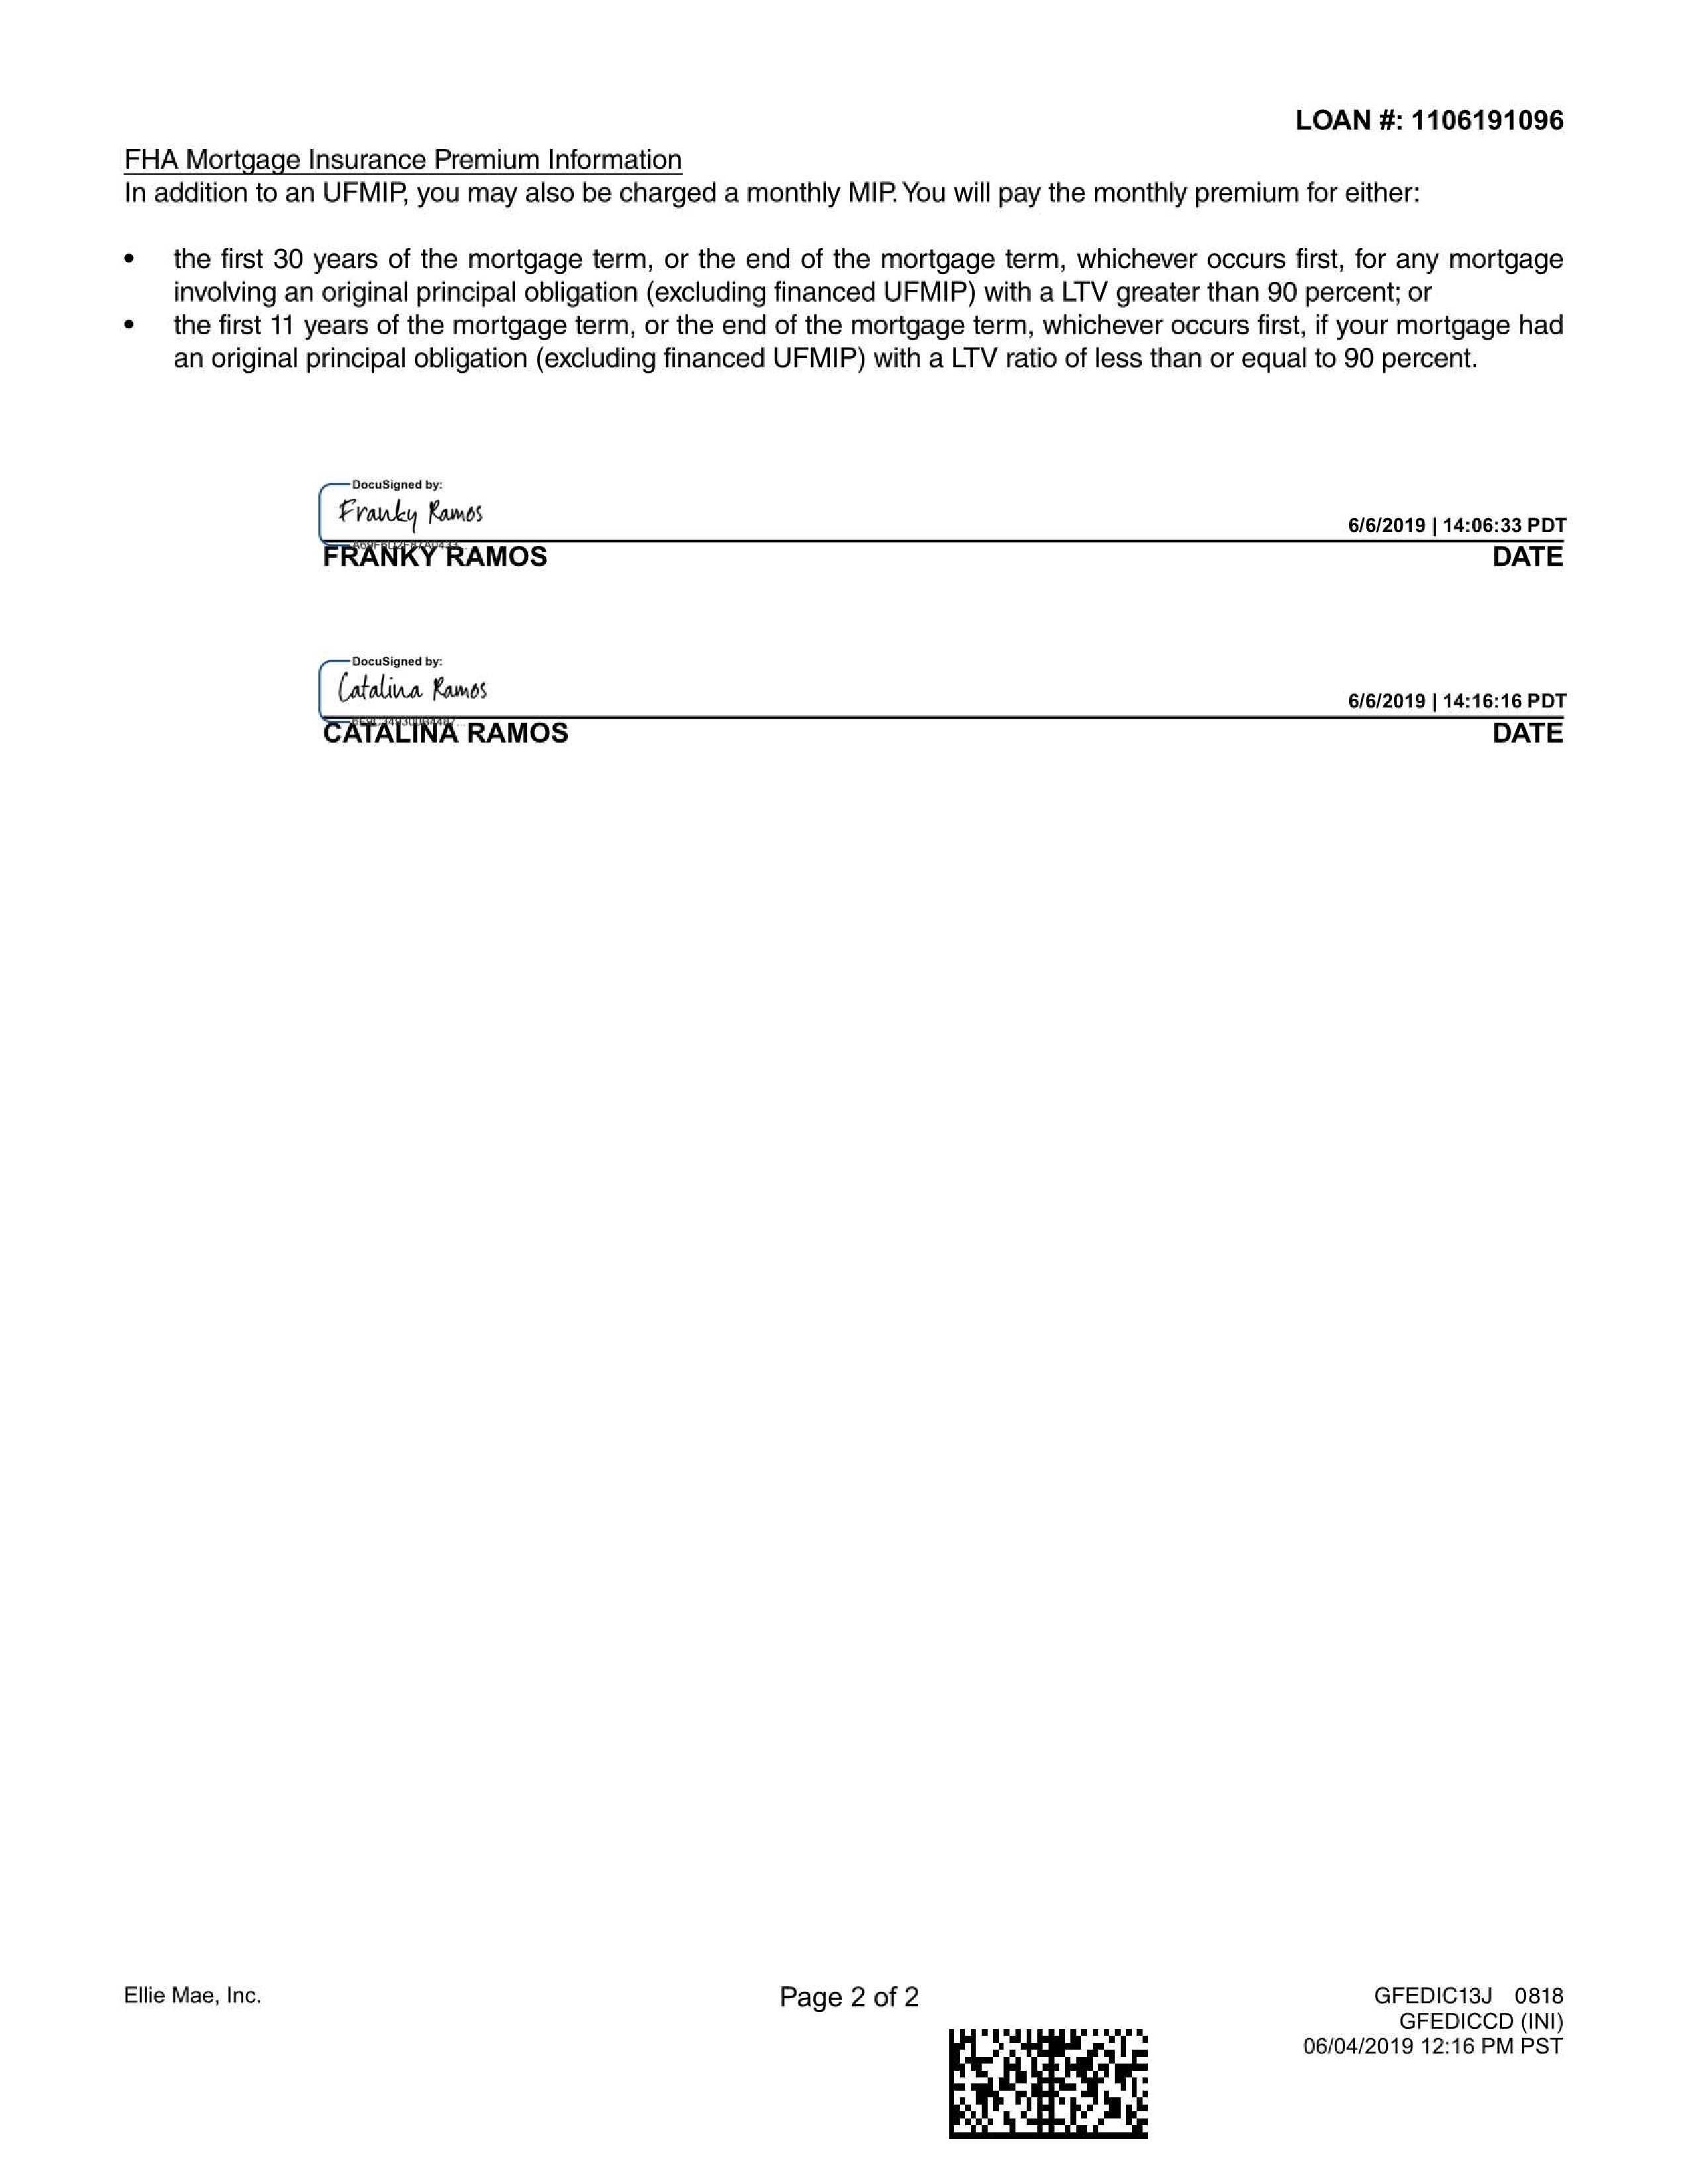 LOAN #: 1106191096
FHA Mortgage Insurance Premium Information
In addition to an UFMIP, you may also be charged a monthly MIP. You will pay the monthly premium for either:
• the first 30 years of the mortgage term, or the end of the mortgage term, whichever occurs first, for any mortgage
involving an original principal obligation (excluding financed UFMIP) with a LTV greater than 90 percent; or
• the first 11 years of the mortgage term, or the end of the mortgage term, whichever occurs first, if your mortgage had
an original principal obligation (excluding financed UFMIP) with a LTV ratio of less than or equal to 90 percent.
DocuSigned by:
Franky Ramos
6/6/2019 | 14:06:33 PDT
FRANKY RAMOS DATE
DocuSigned by:
Catalina Ramos
6/6/2019 | 14:16:16 PDT
CATALINA RAMOS DATE
Ellie Mae, Inc. Page 2 of 2 GFEDIC13J 0818
GFEDICCD (INI)
06/04/2019 12:16 PM PST